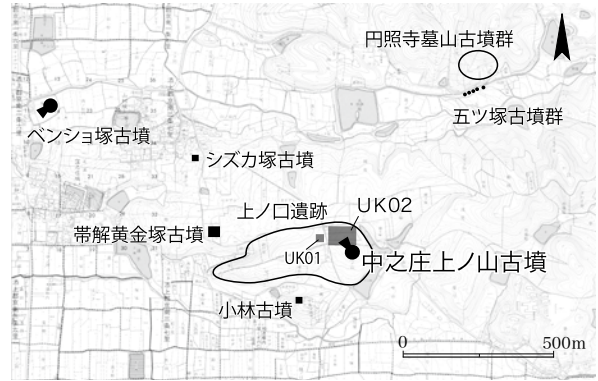 円照寺墓山古墳群
五ツ塚古墳群
ベンショ塚古墳
シズカ塚古墳
上ノ口遺跡
UK02
帯解黄金塚古墳
UK01
中之庄上ノ山古墳
小林古墳
0
500m